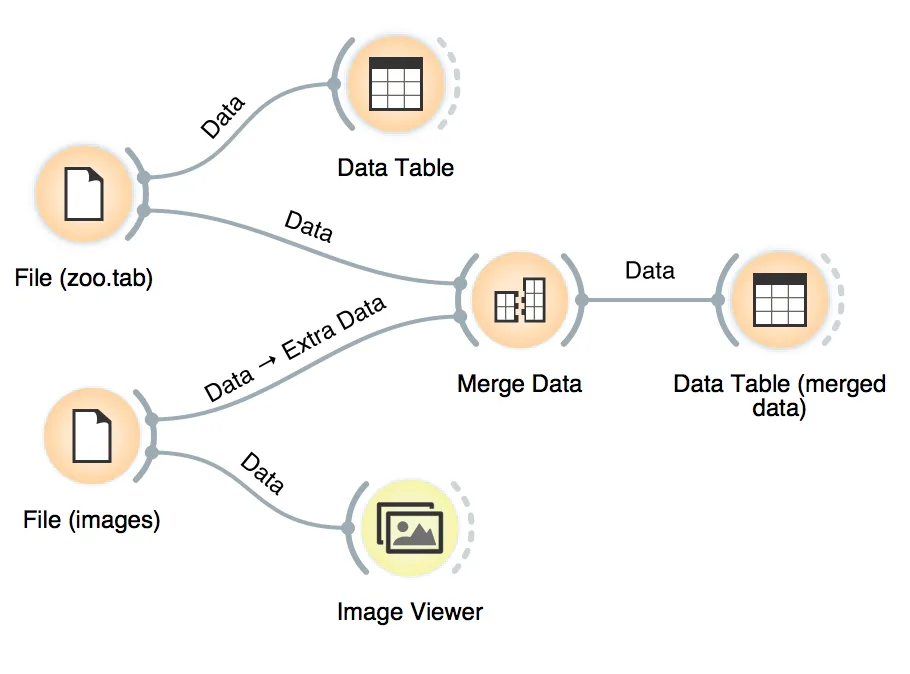 Data
Data Table
Data
File (zoo.tab)
Data
Data → Extra Data
Merge Data
Data Table (merged
data)
Data
File (images)
Image Viewer